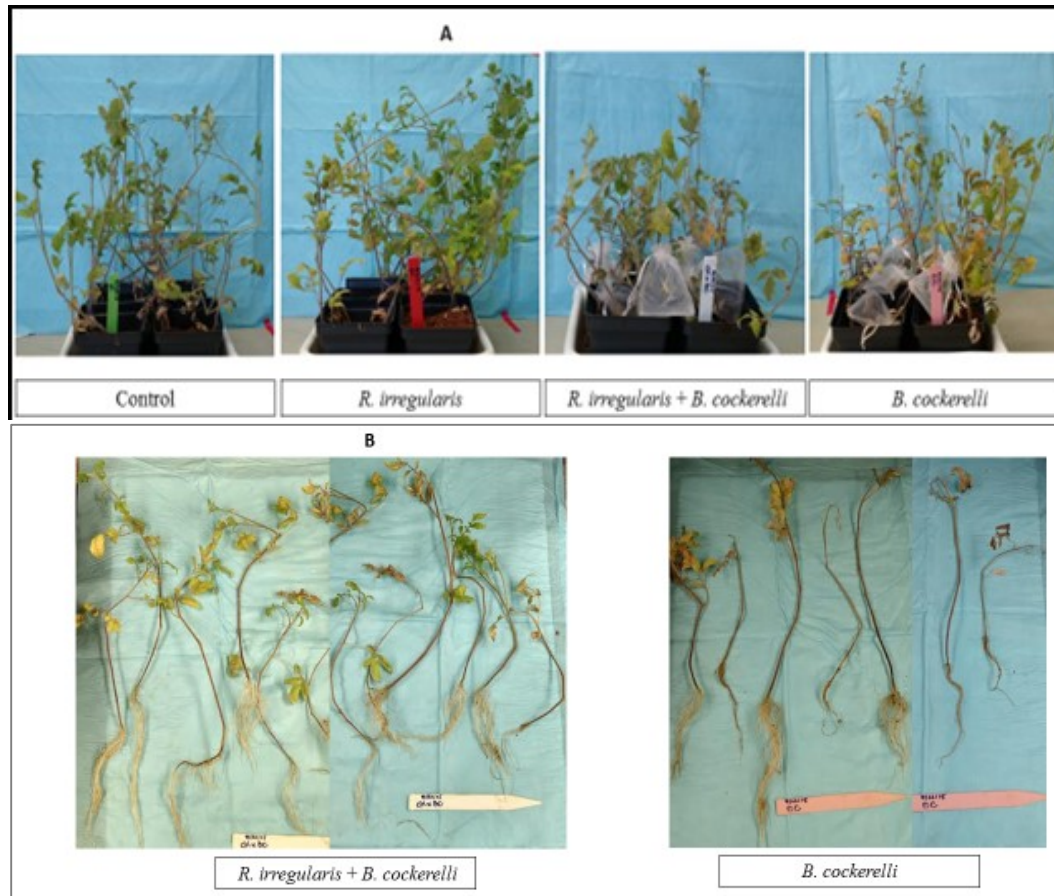 A
Control
R. irregularis
R. irregularis + B. cockerelli
B. cockerelli
B
R. irregularis + B. cockerelli
B. cockerelli